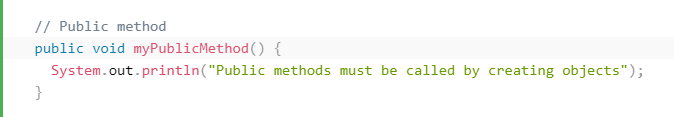 // Public method
public void myPublicMethod() {
  System.out.println("Public methods must be called by creating objects");
}